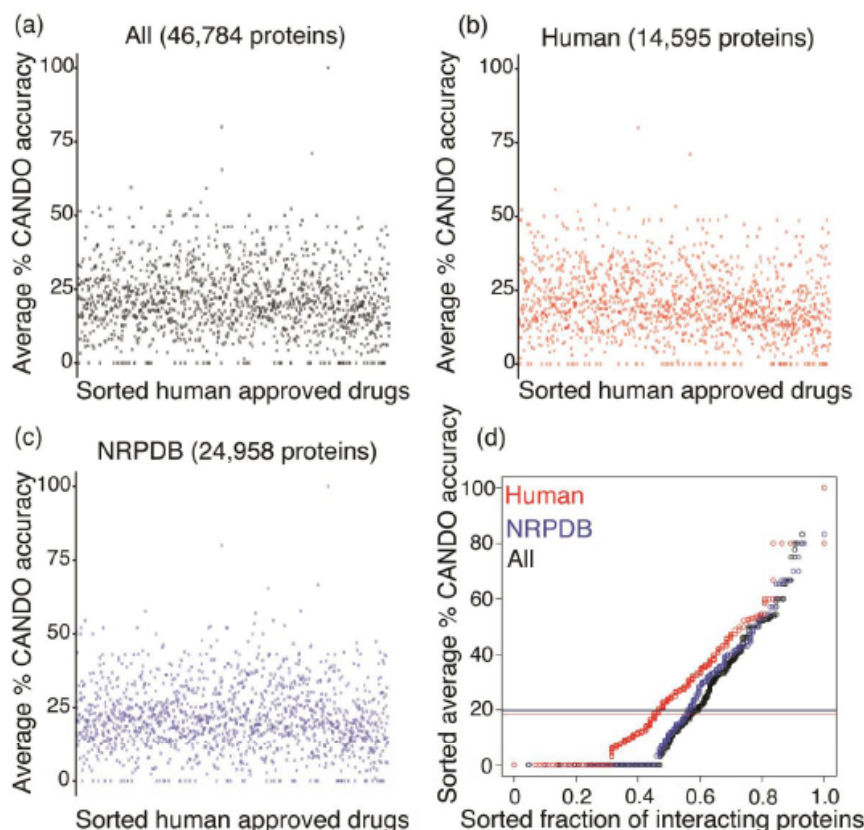 (a)
All (46,784 proteins)
Average % CANDO accuracy
100
75
50
25
0
Sorted human approved drugs
(b)
Human (14,595 proteins)
Average % CANDO accuracy
100
75
50
25
0
Sorted human approved drugs
(c)
NRPDB (24,958 proteins)
Average % CANDO accuracy
100
75
50
25
0
Sorted human approved drugs
(d)
Sorted average % CANDO accuracy
100
80
60
40
20
0
Human
NRPDB
All
0 0.2 0.4 0.6 0.8 1.0
Sorted fraction of interacting proteins